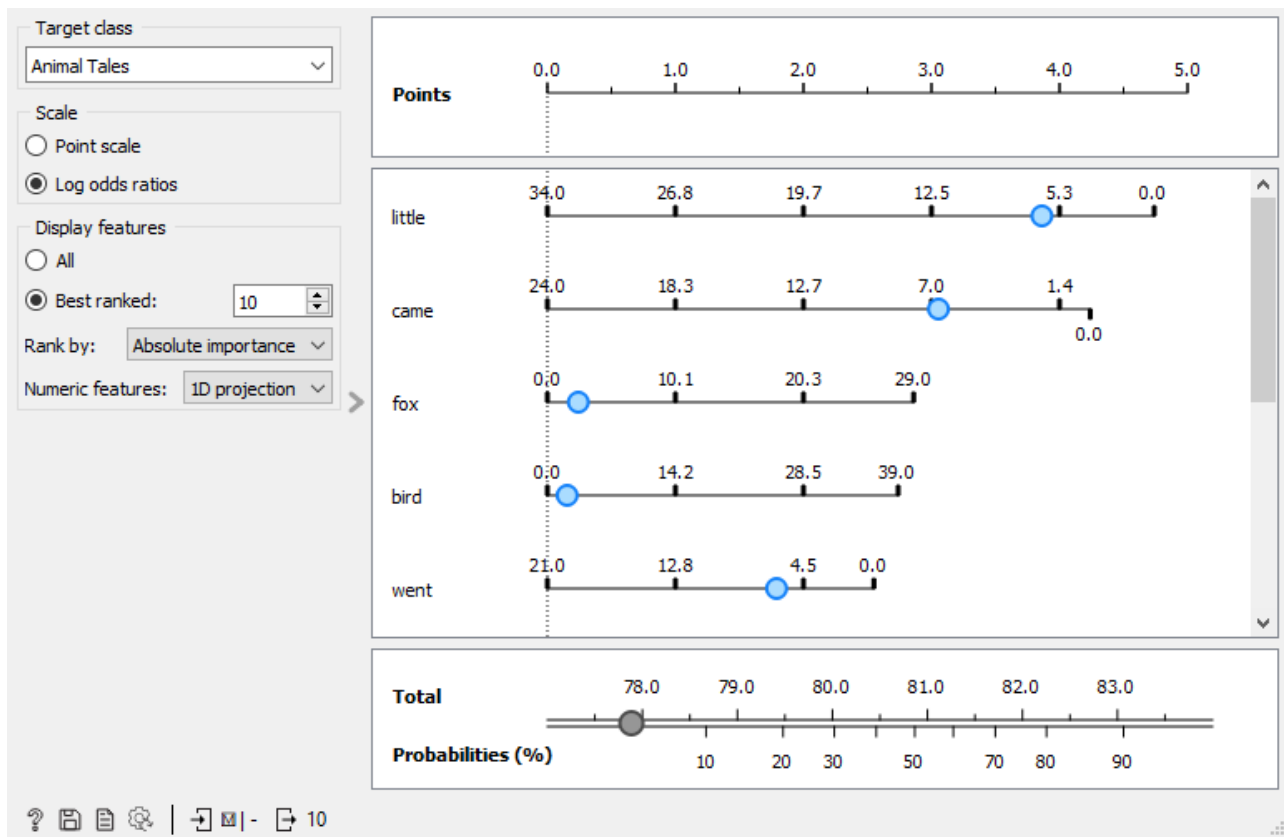 Target class
Animal Tales
Scale
Point scale
Log odds ratios
Display features
All
Best ranked: 10
Rank by: Absolute importance
Numeric features: 1D projection
? | M | - 10
Points
0.0 1.0 2.0 3.0 4.0 5.0
34.0 26.8 19.7 12.5 5.3 0.0
little
24.0 18.3 12.7 7.0 1.4
came
0.0
0.0 10.1 20.3 29.0
fox
0.0 14.2 28.5 39.0
bird
21.0 12.8 4.5 0.0
went
78.0 79.0 80.0 81.0 82.0 83.0
Total
Probabilities (%)
10 20 30 50 70 80 90